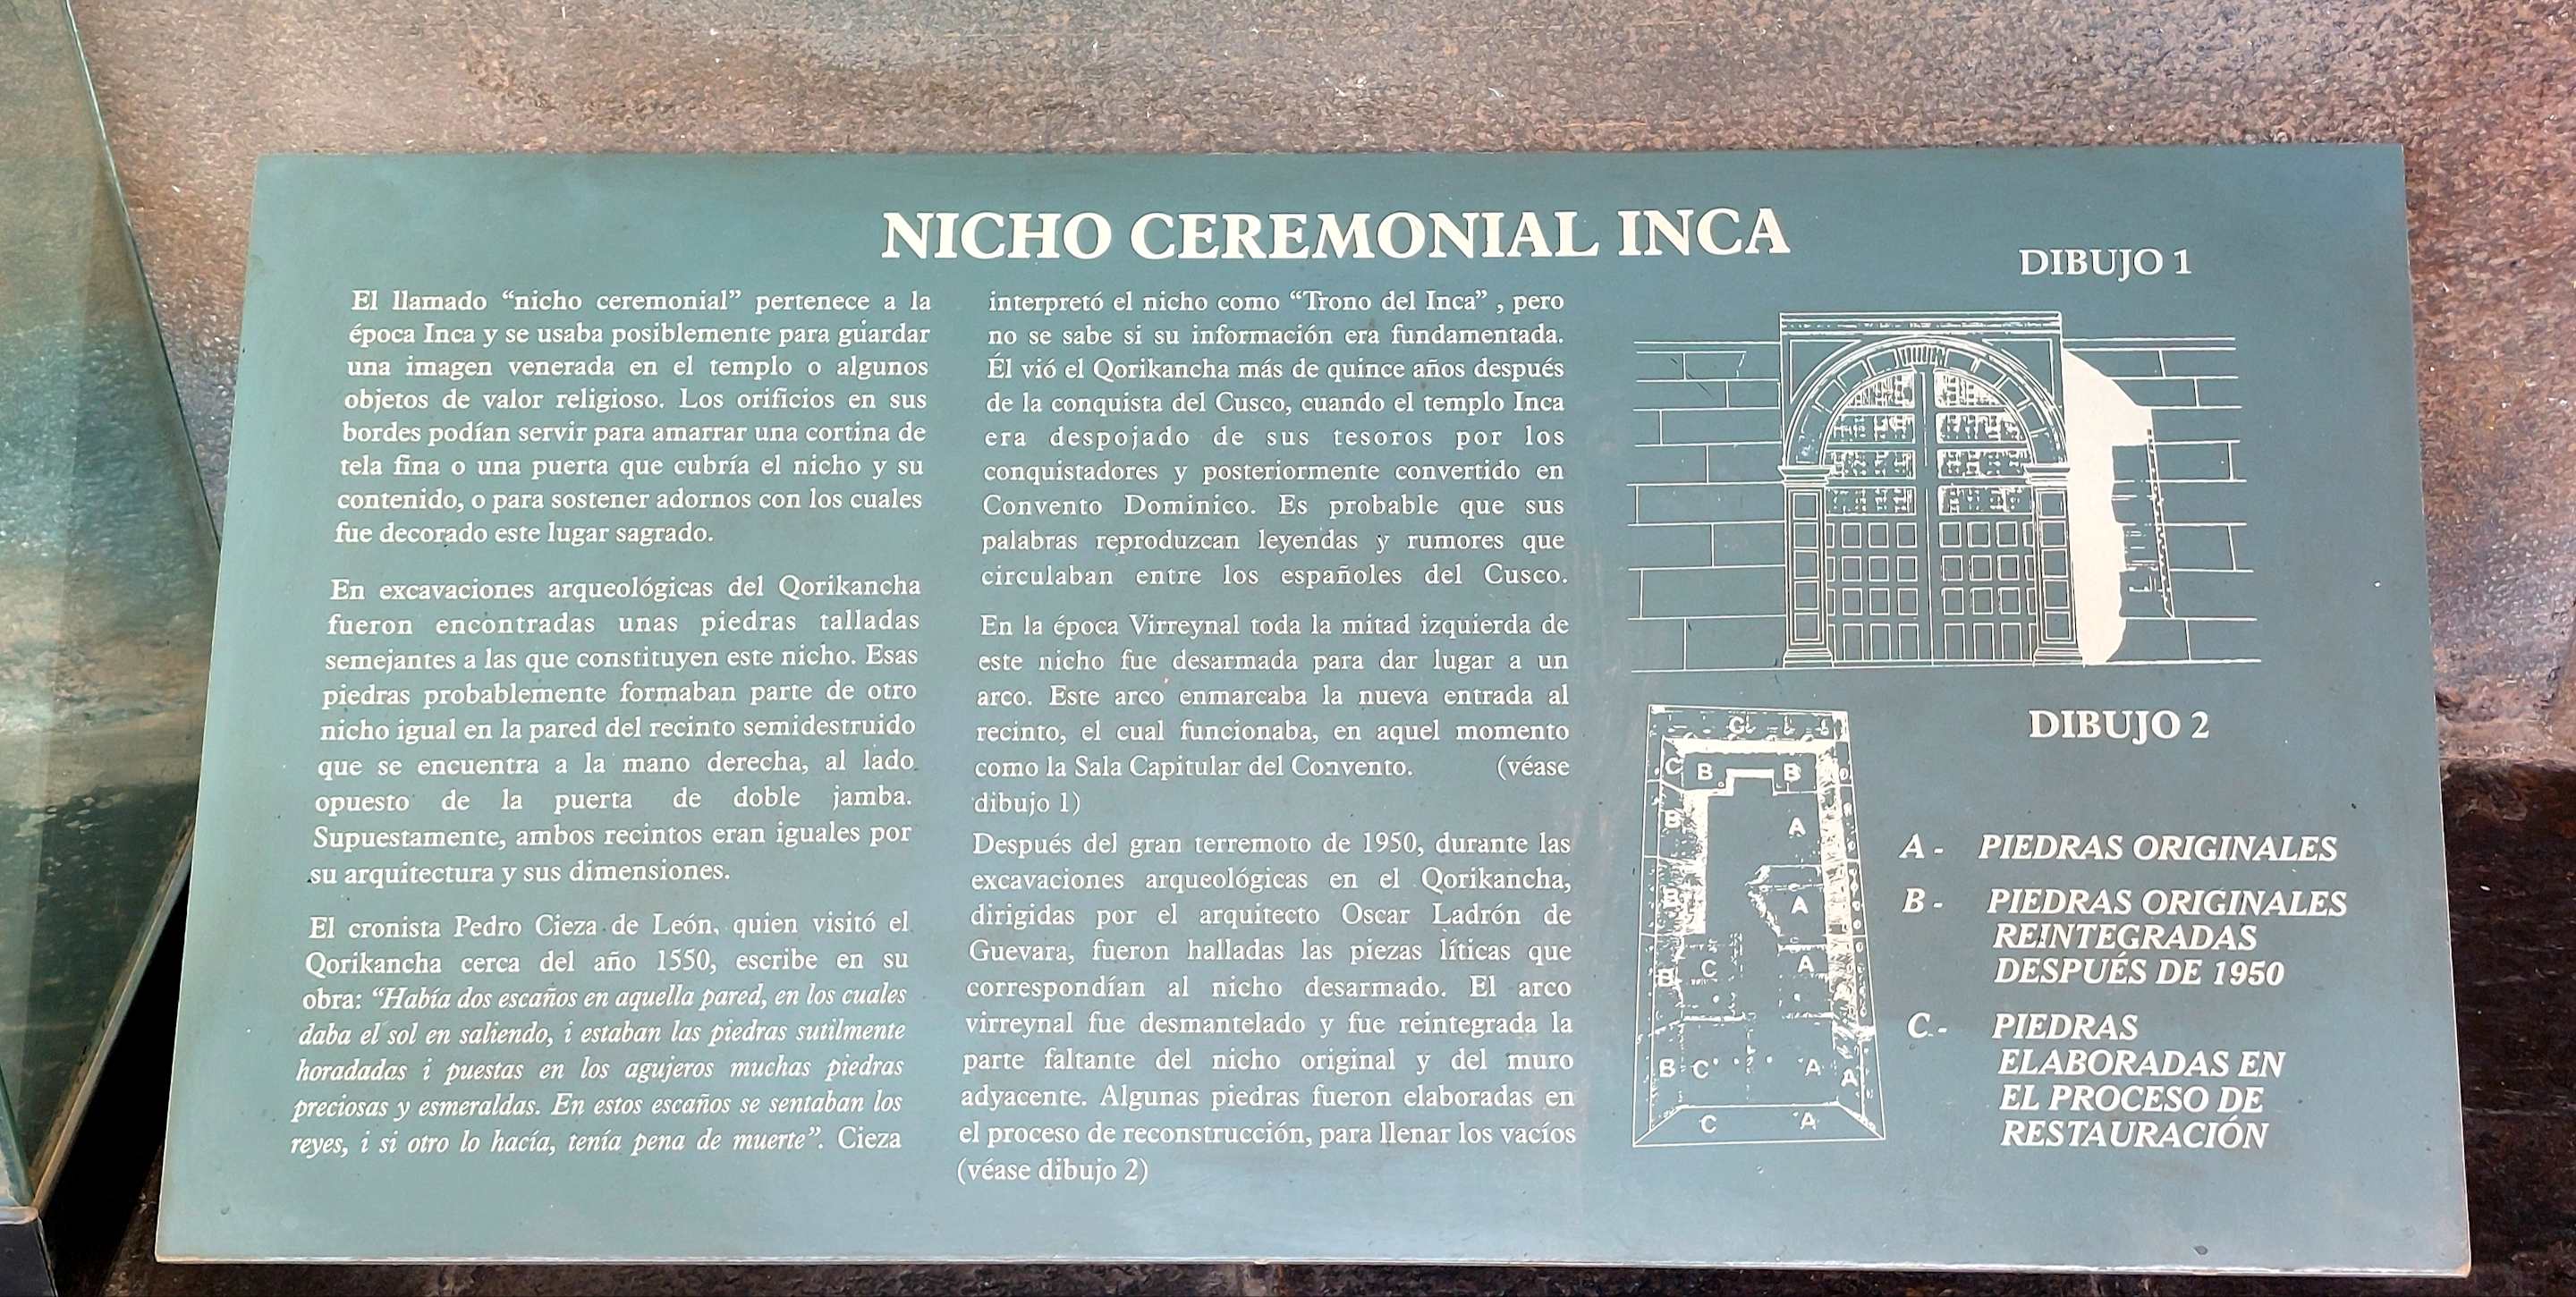 NICHO CEREMONIAL INCA
El llamado “nicho ceremonial” pertenece a la
época Inca y se usaba posiblemente para guardar
una imagen venerada en el templo o algunos
objetos de valor religioso. Los orificios en sus
bordes podían servir para amarrar una cortina de
tela fina o una puerta que cubría el nicho y su
contenido, o para sostener adornos con los cuales
fue decorado este lugar sagrado.
En excavaciones arqueológicas del Qorikancha
fueron encontradas unas piedras talladas
semejantes a las que constituyen este nicho. Esas
piedras probablemente formaban parte de otro
nicho igual en la pared del recinto semidestruido
que se encuentra a la mano derecha, al lado
opuesto de la puerta de doble jamba.
Supuestamente, ambos recintos eran iguales por
su arquitectura y sus dimensiones.
El cronista Pedro Cieza de León, quien visitó el
Qorikancha cerca del año 1550, escribe en su
obra: “Había dos escaños en aquella pared, en los cuales
daba el sol en saliendo, i estaban las piedras sutilmente
horadadas i puestas en los agujeros muchas piedras
preciosas y esmeraldas. En estos escaños se sentaban los
reyes, i si otro lo hacía, tenía pena de muerte”. Cieza
interpretó el nicho como “Trono del Inca” , pero
no se sabe si su información era fundamentada.
Él vió el Qorikancha más de quince años después
de la conquista del Cusco, cuando el templo Inca
era despojado de sus tesoros por los
conquistadores y posteriormente convertido en
Convento Dominico. Es probable que sus
palabras reproduzcan leyendas y rumores que
circulaban entre los españoles del Cusco.
En la época Virreynal toda la mitad izquierda de
este nicho fue desarmada para dar lugar a un
arco. Este arco enmarcaba la nueva entrada al
recinto, el cual funcionaba, en aquel momento
como la Sala Capitular del Convento. (véase
dibujo 1)
Después del gran terremoto de 1950, durante las
excavaciones arqueológicas en el Qorikancha,
dirigidas por el arquitecto Oscar Ladrón de
Guevara, fueron halladas las piezas líticas que
correspondían al nicho desarmado. El arco
virreynal fue desmantelado y fue reintegrada la
parte faltante del nicho original y del muro
adyacente. Algunas piedras fueron elaboradas en
el proceso de reconstrucción, para llenar los vacíos
(véase dibujo 2)
DIBUJO 1
DIBUJO 2
C
C B B
B A
B A
B C A
B C A A
C A
A - PIEDRAS ORIGINALES
B - PIEDRAS ORIGINALES
REINTEGRADAS
DESPUÉS DE 1950
C - PIEDRAS
ELABORADAS EN
EL PROCESO DE
RESTAURACIÓN